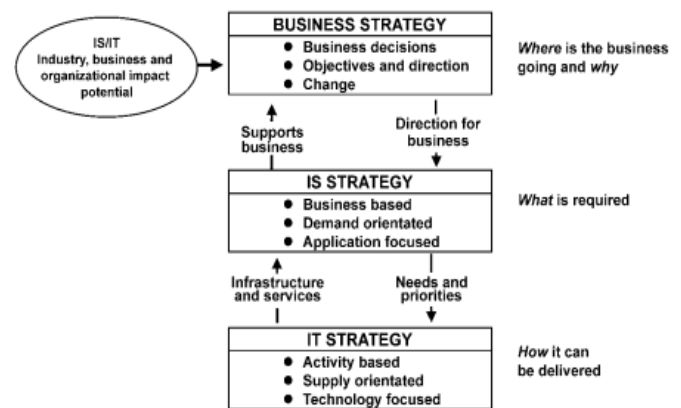 IS/IT
Industry, business and
organizational impact
potential
BUSINESS STRATEGY
● Business decisions
● Objectives and direction
● Change
Where is the business
going and why
Supports
business
Direction for
business
IS STRATEGY
● Business based
● Demand orientated
● Application focused
What is required
Infrastructure
and services
Needs and
priorities
IT STRATEGY
● Activity based
● Supply orientated
● Technology focused
How it can
be delivered